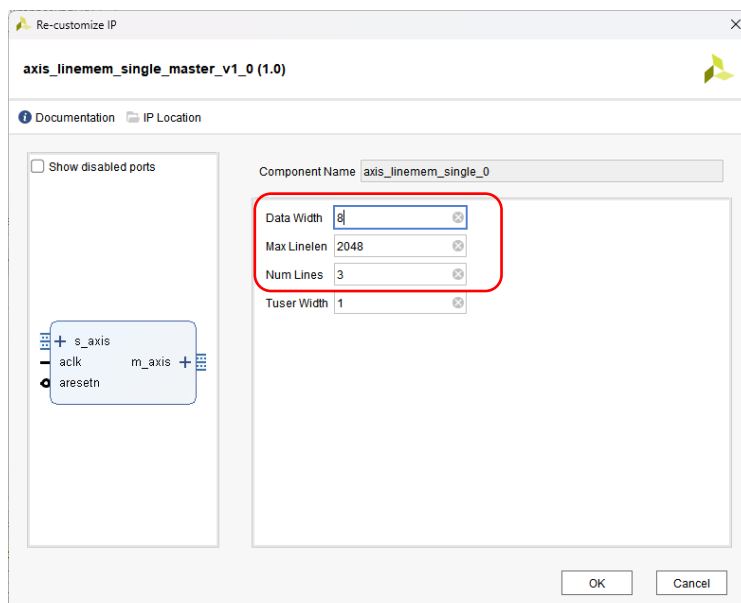 Re-customize IP
axis_linemem_single_master_v1_0 (1.0)
Documentation IP Location
Show disabled ports
Component Name axis_linemem_single_0
Data Width 8
Max Linelen 2048
Num Lines 3
Tuser Width 1
s_axis
aclk m_axis
aresetn
OK Cancel